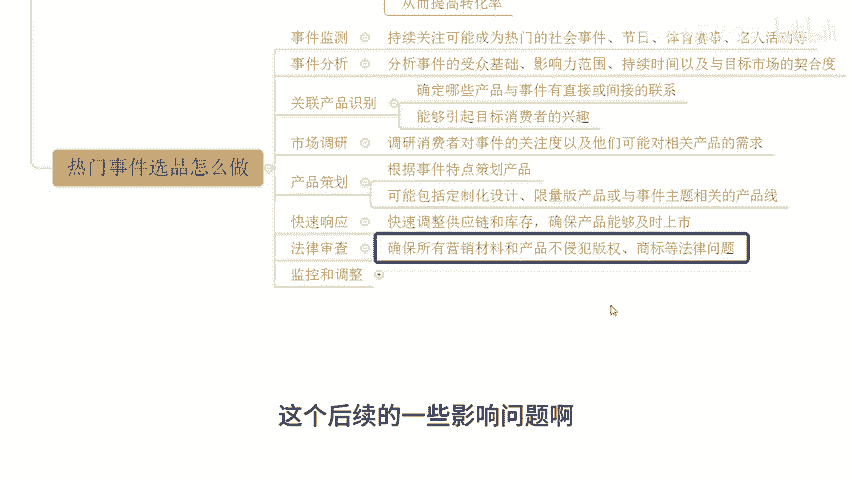 从而提高转化率
事件监测 持续关注可能成为热门的社会事件、节日、体育赛事、名人活动等
事件分析 分析事件的受众基础、影响力范围、持续时间以及与目标市场的契合度
关联产品识别 确定哪些产品与事件有直接或间接的联系
能够引起目标消费者的兴趣
市场调研 调研消费者对事件的关注度以及他们可能对相关产品的需求
热门事件选品怎么做
产品策划 根据事件特点策划产品
可能包括定制化设计、限量版产品或与事件主题相关的产品线
快速响应 快速调整供应链和库存，确保产品能够及时上市
法律审查 确保所有营销材料和产品不侵犯版权、商标等法律问题
监控和调整
这个后续的一些影响问题啊